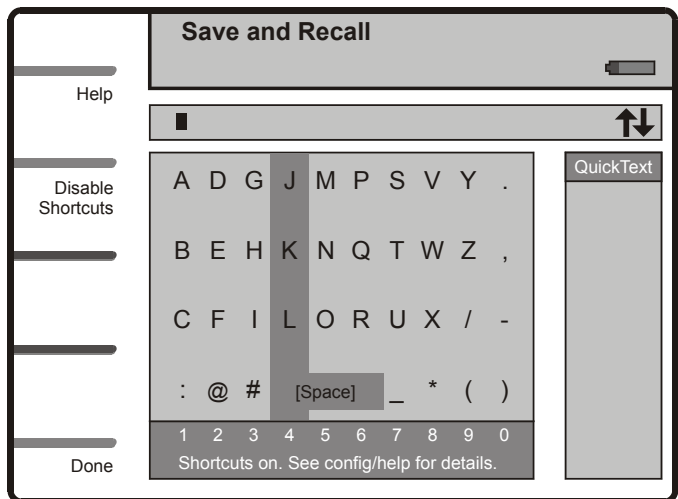 Save and Recall
Help
Disable
Shortcuts
Done
QuickText
A D G J M P S V Y .
B E H K N Q T W Z ,
C F I L O R U X / -
: @ # [Space] _ * ( )
1 2 3 4 5 6 7 8 9 0
Shortcuts on. See config/help for details.